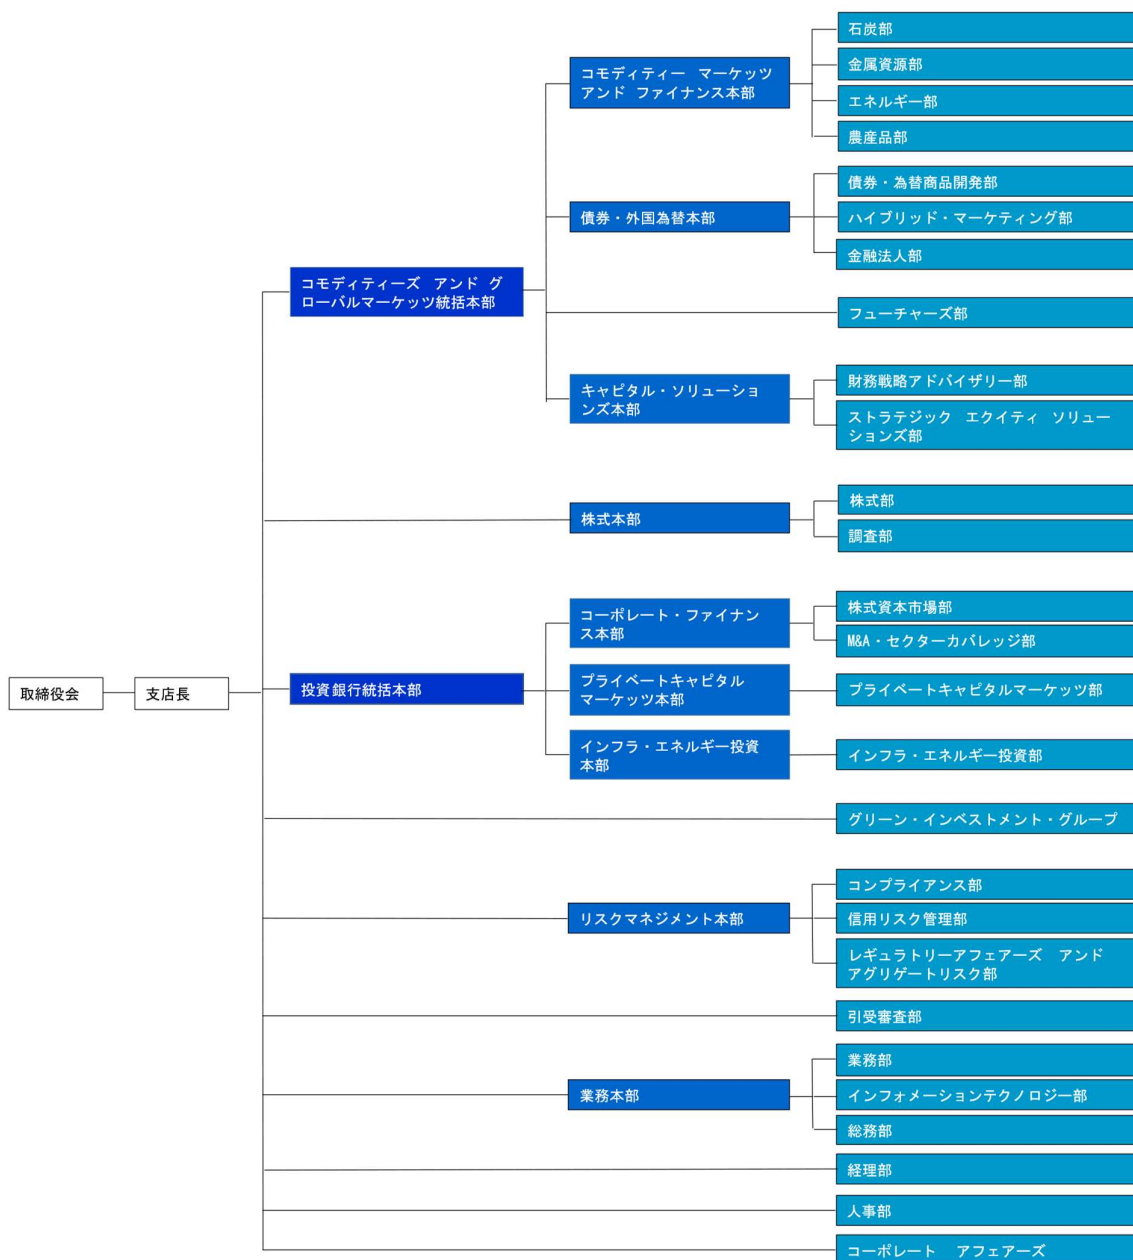 取締役会
支店長
コモディティーズ アンド グ
ローバルマーケッツ統括本部
コモディティー マーケッツ
アンド ファイナンス本部
石炭部
金属資源部
エネルギー部
農産品部
債券・外国為替本部
債券・為替商品開発部
ハイブリッド・マーケティング部
金融法人部
フューチャーズ部
キャピタル・ソリューショ
ンズ本部
財務戦略アドバイザリー部
ストラテジック エクイティ ソリュー
ションズ部
株式本部
株式部
調査部
投資銀行統括本部
コーポレート・ファイナン
ス本部
株式資本市場部
M&A・セクターカバレッジ部
プライベートキャピタル
マーケッツ本部
プライベートキャピタルマーケッツ部
インフラ・エネルギー投資
本部
インフラ・エネルギー投資部
グリーン・インベストメント・グループ
リスクマネジメント本部
コンプライアンス部
信用リスク管理部
レギュラトリーアフェアーズ アンド
アグリゲートリスク部
引受審査部
業務本部
業務部
インフォメーションテクノロジー部
総務部
経理部
人事部
コーポレート アフェアーズ